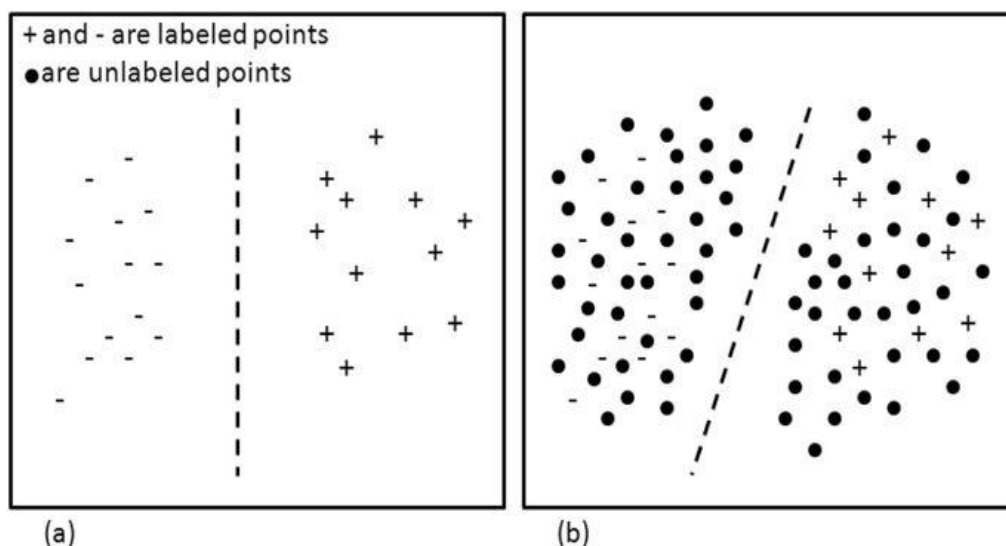 + and - are labeled points
●are unlabeled points
(a)
(b)